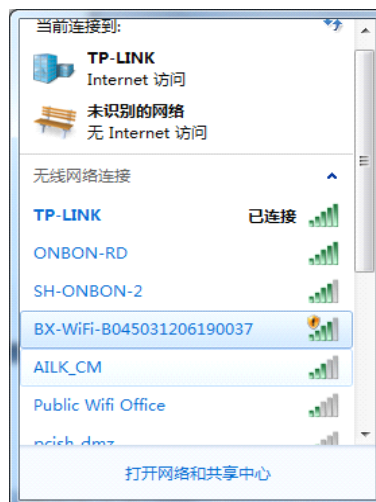 当前连接到:
TP-LINK
Internet 访问
未识别的网络
无 Internet 访问
无线网络连接
TP-LINK 已连接
ONBON-RD
SH-ONBON-2
BX-WiFi-B045031206190037
AILK_CM
Public Wifi Office
pcish_dmz
打开网络和共享中心